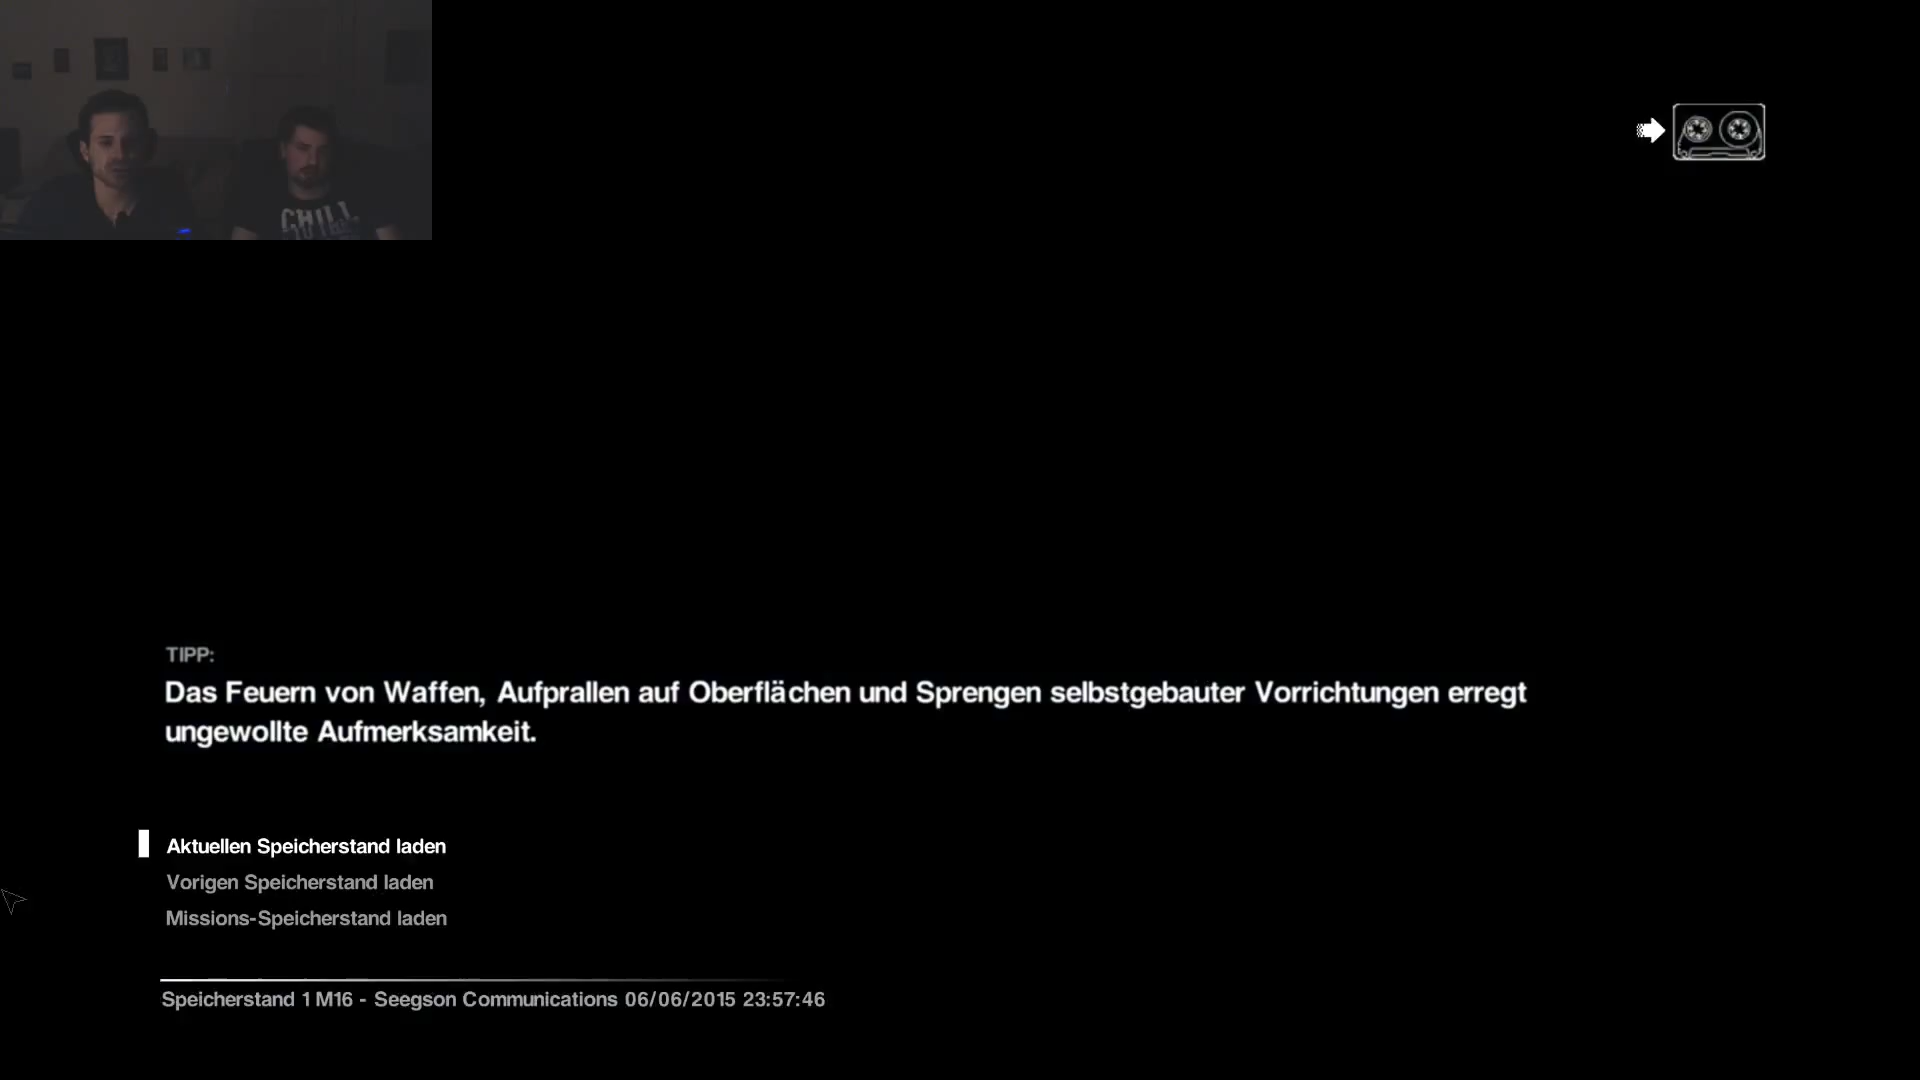 CHILL
TIPP:
Das Feuern von Waffen, Aufprallen auf Oberflächen und Sprengen selbstgebauter Vorrichtungen erregt
ungewollte Aufmerksamkeit.
Aktuellen Speicherstand laden
Vorigen Speicherstand laden
Missions-Speicherstand laden
Speicherstand 1 M16 - Seegson Communications 06/06/2015 23:57:46